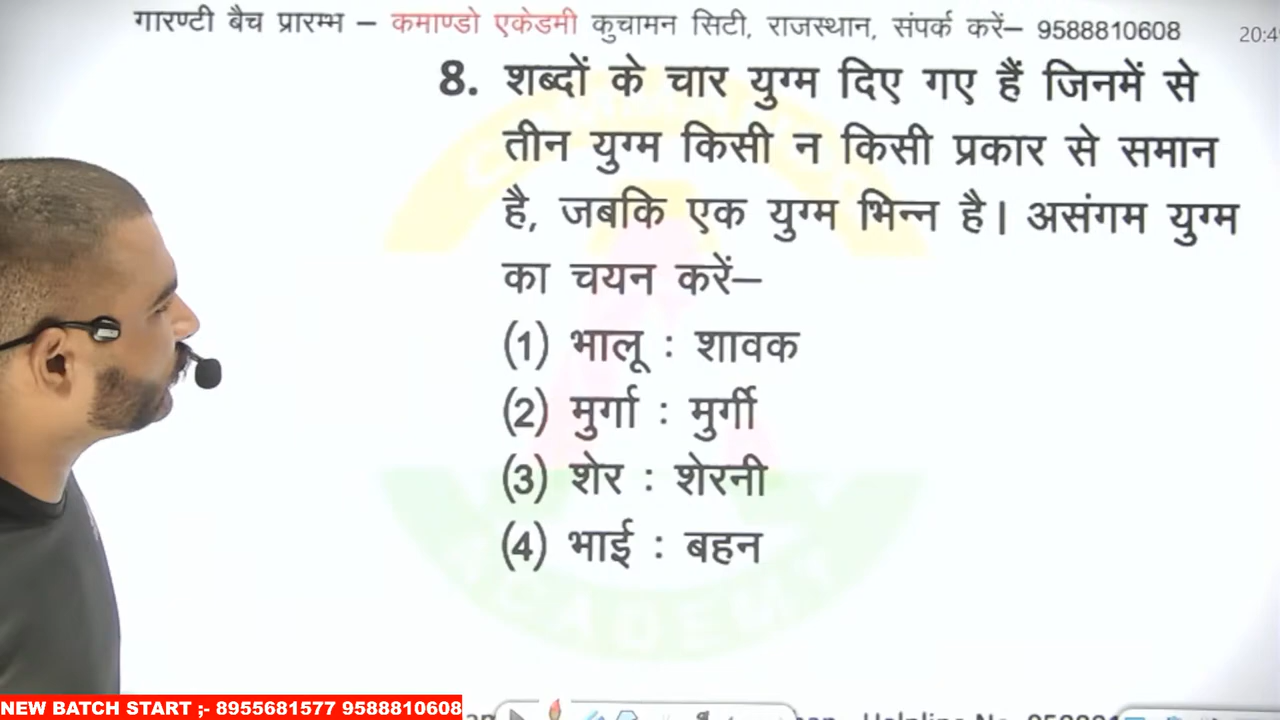 गारण्टी बैच प्रारम्भ – कमाण्डो एकेडमी कुचामन सिटी, राजस्थान, संपर्क करें– 9588810608
8. शब्दों के चार युग्म दिए गए हैं जिनमें से
तीन युग्म किसी न किसी प्रकार से समान
है, जबकि एक युग्म भिन्न है। असंगम युग्म
का चयन करें–
(1) भालू : शावक
(2) मुर्गा : मुर्गी
(3) शेर : शेरनी
(4) भाई : बहन
ACADEMY
NEW BATCH START ;- 8955681577 9588810608